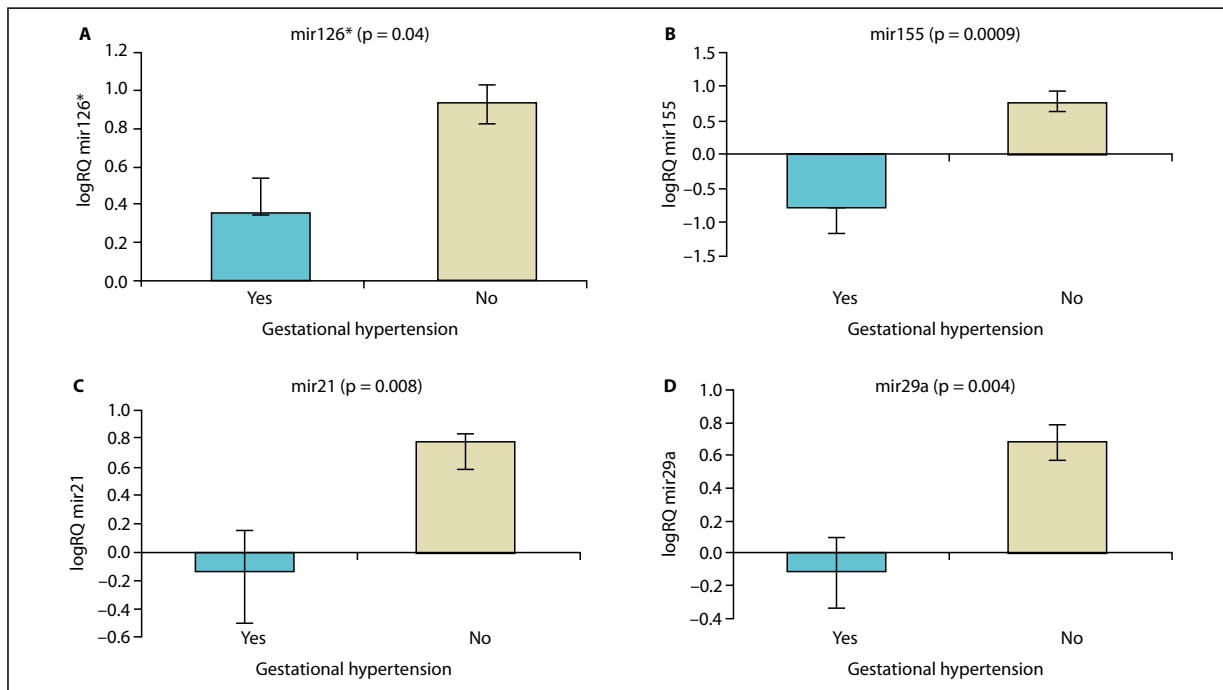 A
mir126* (p = 0.04)
1.2
1.0
0.8
0.6
0.4
0.2
0.0
logRQ mir126*
Yes
No
Gestational hypertension
B
mir155 (p = 0.0009)
1.5
1.0
0.5
0.0
–0.5
–1.0
–1.5
logRQ mir155
Yes
No
Gestational hypertension
C
mir21 (p = 0.008)
1.0
0.8
0.6
0.4
0.2
0.0
–0.2
–0.4
–0.6
logRQ mir21
Yes
No
Gestational hypertension
D
mir29a (p = 0.004)
1.0
0.8
0.6
0.4
0.2
0.0
–0.2
–0.4
logRQ mir29a
Yes
No
Gestational hypertension